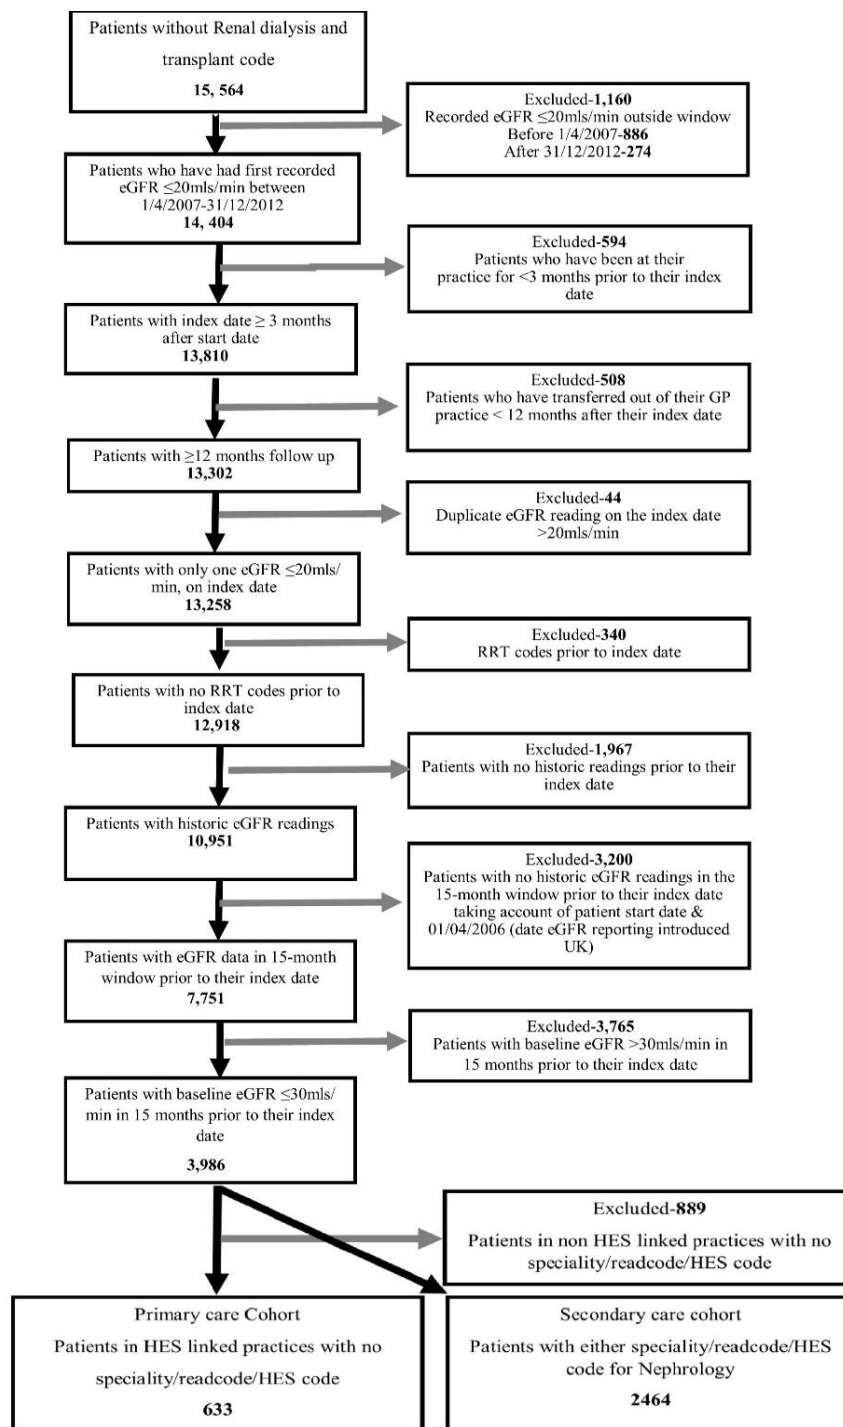 Patients without Renal dialysis and
transplant code
15, 564
Excluded-1,160
Recorded eGFR ≤20mls/min outside window
Before 1/4/2007-886
After 31/12/2012-274
Patients who have had first recorded
eGFR ≤20mls/min between
1/4/2007-31/12/2012
14, 404
Excluded-594
Patients who have been at their
practice for <3 months prior to their index
date
Patients with index date ≥ 3 months
after start date
13,810
Excluded-508
Patients who have transferred out of their GP
practice < 12 months after their index date
Patients with ≥12 months follow up
13,302
Excluded-44
Duplicate eGFR reading on the index date
>20mls/min
Patients with only one eGFR ≤20mls/
min, on index date
13,258
Excluded-340
RRT codes prior to index date
Patients with no RRT codes prior to
index date
12,918
Excluded-1,967
Patients with no historic readings prior to their
index date
Patients with historic eGFR readings
10,951
Excluded-3,200
Patients with no historic eGFR readings in the
15-month window prior to their index date
taking account of patient start date &
01/04/2006 (date eGFR reporting introduced
UK)
Patients with eGFR data in 15-month
window prior to their index date
7,751
Excluded-3,765
Patients with baseline eGFR >30mls/min in
15 months prior to their index date
Patients with baseline eGFR ≤30mls/
min in 15 months prior to their index
date
3,986
Excluded-889
Patients in non HES linked practices with no
speciality/readcode/HES code
Primary care Cohort
Patients in HES linked practices with no
speciality/readcode/HES code
633
Secondary care cohort
Patients with either speciality/readcode/HES
code for Nephrology
2464